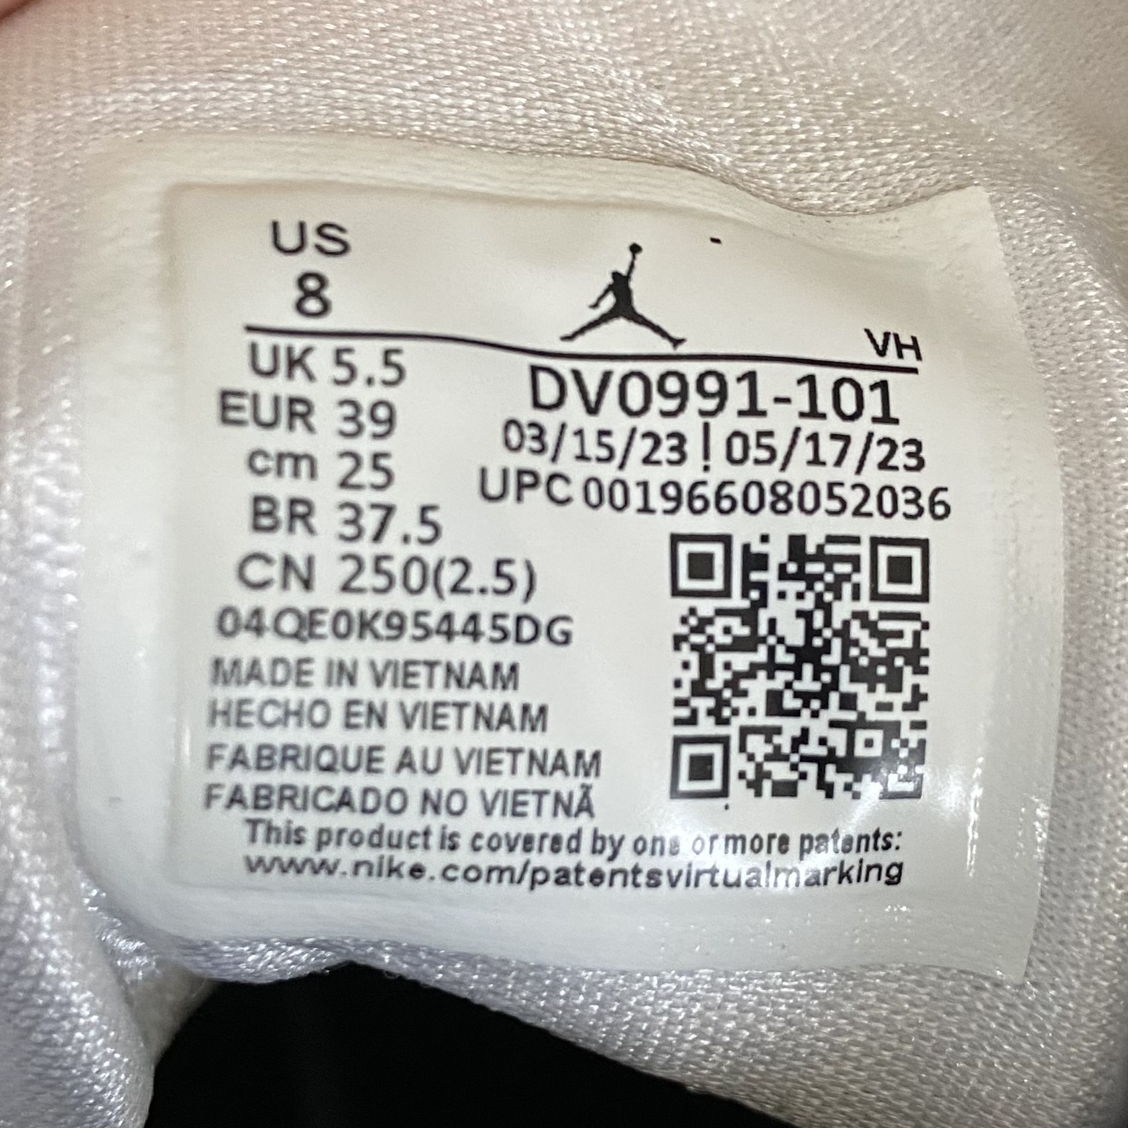 US
8
VH
UK 5.5
EUR 39
cm 25
BR 37.5
CN 250(2.5)
DV0991-101
03/15/23 | 05/17/23
UPC 00196608052036
04QE0K95445DG
MADE IN VIETNAM
HECHO EN VIETNAM
FABRIQUE AU VIETNAM
FABRICADO NO VIETNÃ
This product is covered by one or more patents:
www.nike.com/patentsvirtualmarking